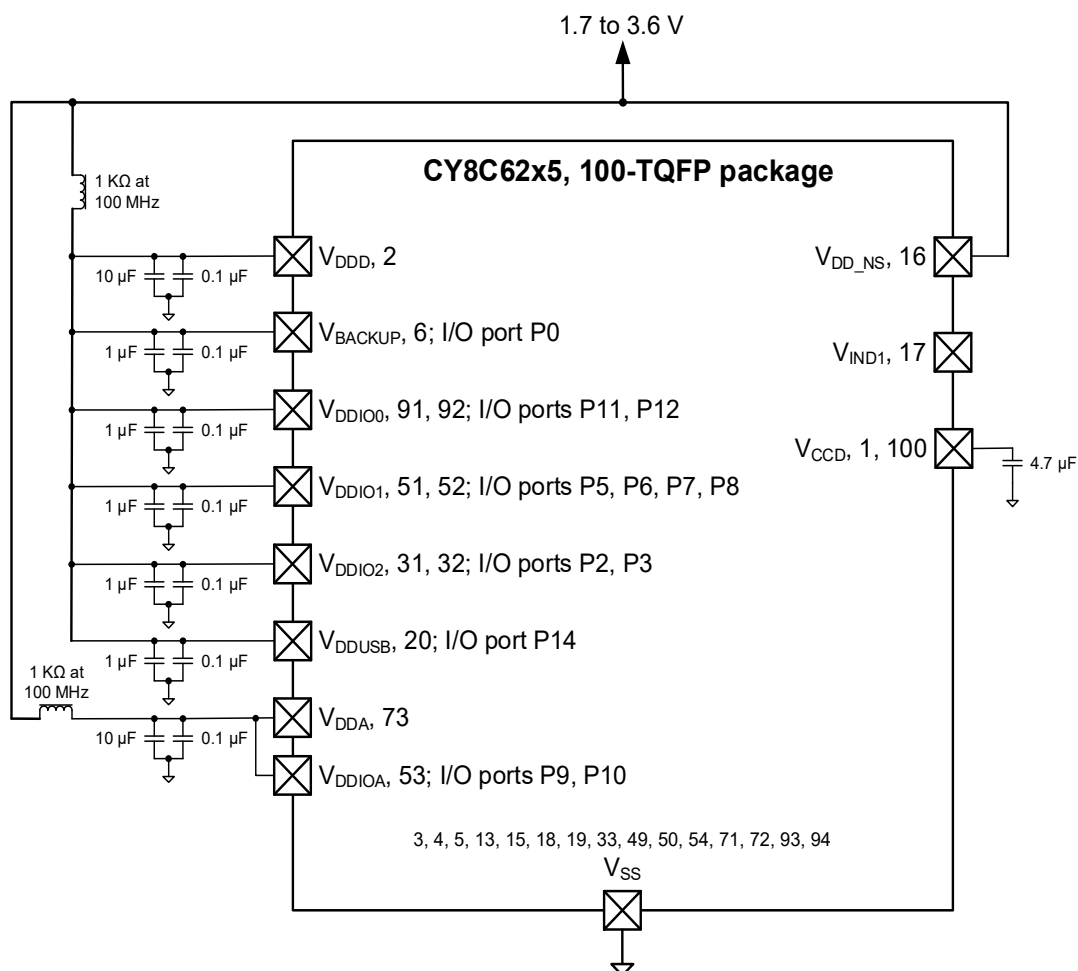 1.7 to 3.6 V
CY8C62x5, 100-TQFP package
1 KΩ at
100 MHz
10 µF
0.1 µF
VDDD, 2
VDD_NS, 16
1 µF
0.1 µF
VBACKUP, 6; I/O port P0
VIND1, 17
1 µF
0.1 µF
VDDIO0, 91, 92; I/O ports P11, P12
VCCD, 1, 100
4.7 µF
1 µF
0.1 µF
VDDIO1, 51, 52; I/O ports P5, P6, P7, P8
1 µF
0.1 µF
VDDIO2, 31, 32; I/O ports P2, P3
1 µF
0.1 µF
VDDUSB, 20; I/O port P14
1 KΩ at
100 MHz
10 µF
0.1 µF
VDDA, 73
VDDIOA, 53; I/O ports P9, P10
3, 4, 5, 13, 15, 18, 19, 33, 49, 50, 54, 71, 72, 93, 94
VSS